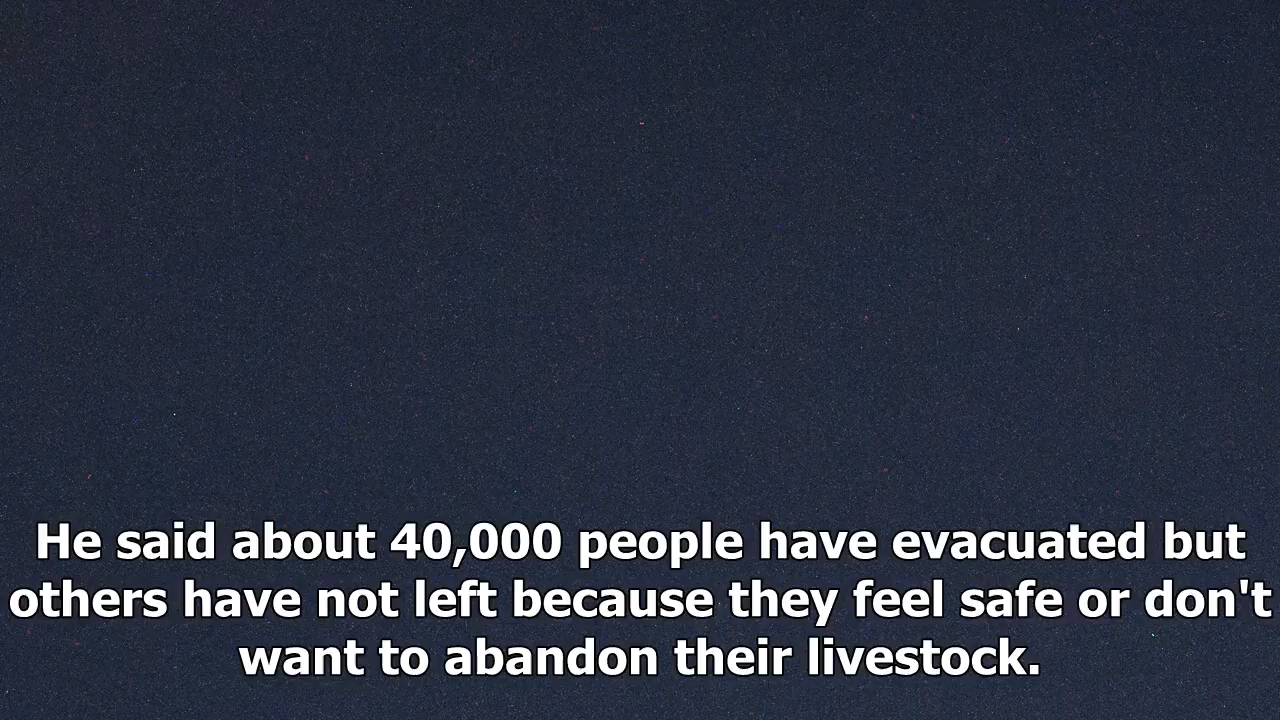 He said about 40,000 people have evacuated but
others have not left because they feel safe or don't
want to abandon their livestock.